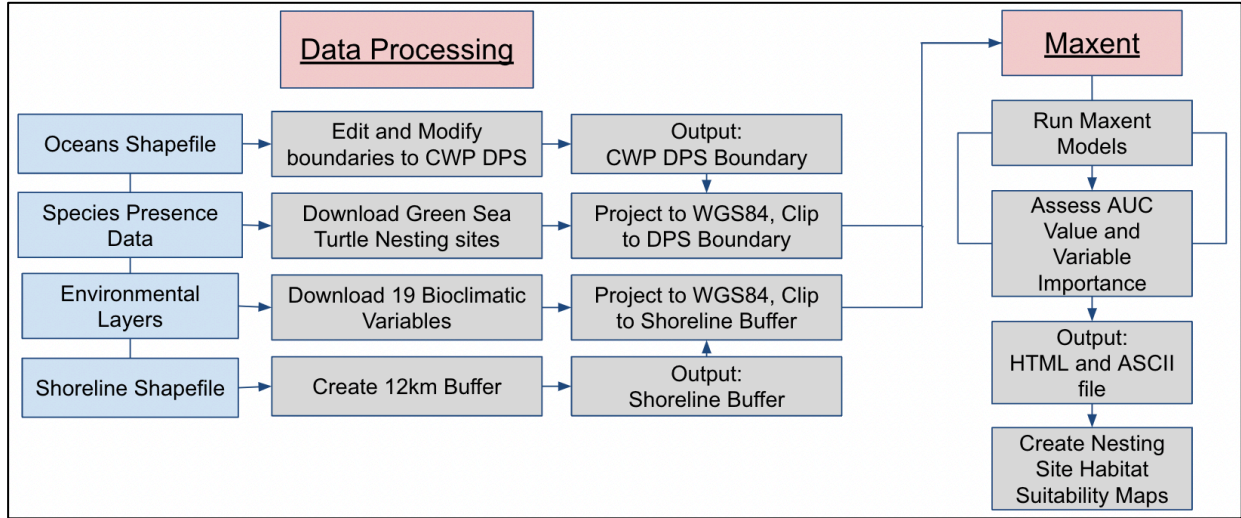 Data Processing
Maxent
Oceans Shapefile
Edit and Modify
boundaries to CWP DPS
Output:
CWP DPS Boundary
Species Presence
Data
Download Green Sea
Turtle Nesting sites
Project to WGS84, Clip
to DPS Boundary
Environmental
Layers
Download 19 Bioclimatic
Variables
Project to WGS84, Clip
to Shoreline Buffer
Shoreline Shapefile
Create 12km Buffer
Output:
Shoreline Buffer
Run Maxent
Models
Assess AUC
Value and
Variable
Importance
Output:
HTML and ASCII
file
Create Nesting
Site Habitat
Suitability Maps